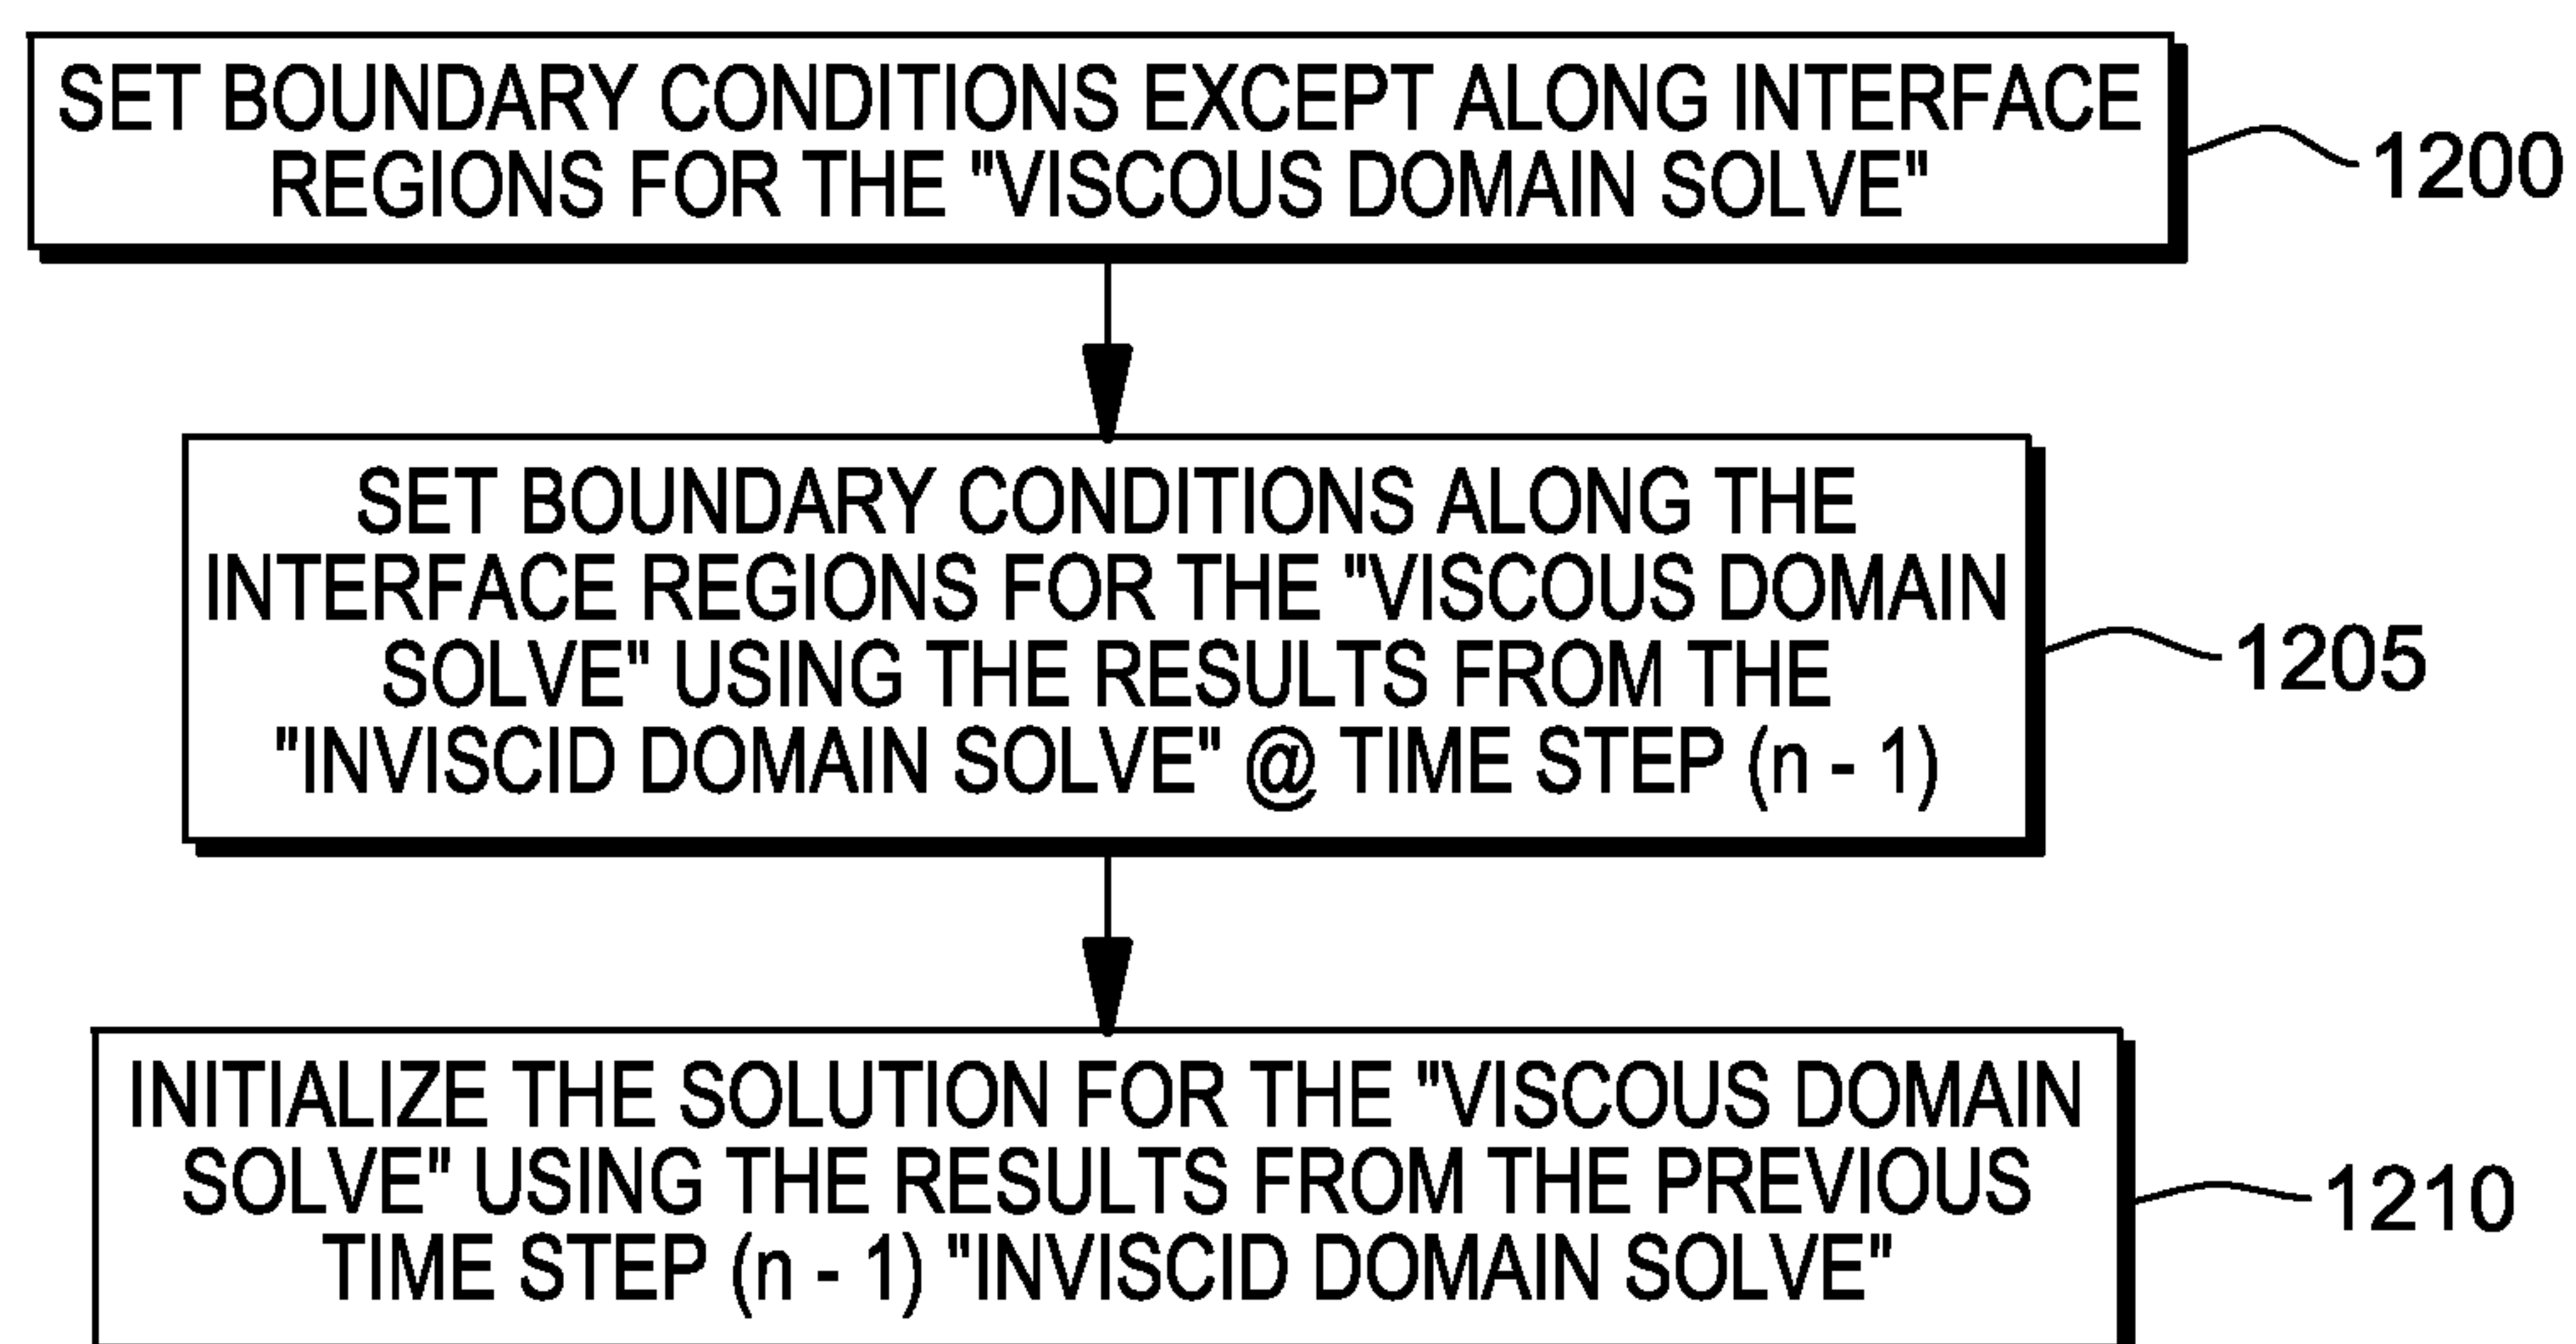 SET BOUNDARY CONDITIONS EXCEPT ALONG INTERFACE
REGIONS FOR THE "VISCOUS DOMAIN SOLVE"
1200
SET BOUNDARY CONDITIONS ALONG THE
INTERFACE REGIONS FOR THE "VISCOUS DOMAIN
SOLVE" USING THE RESULTS FROM THE
"INVISCID DOMAIN SOLVE" @ TIME STEP (n - 1)
1205
INITIALIZE THE SOLUTION FOR THE "VISCOUS DOMAIN
SOLVE" USING THE RESULTS FROM THE PREVIOUS
TIME STEP (n - 1) "INVISCID DOMAIN SOLVE"
1210